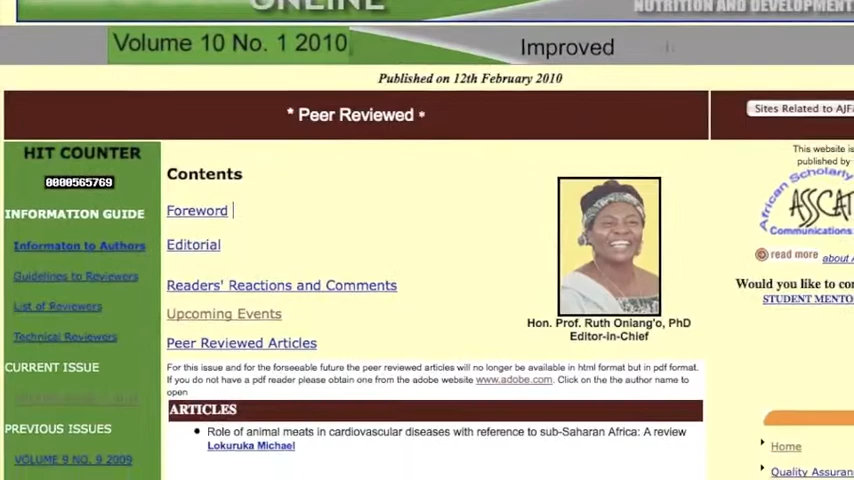 ONLINE
NUTRITION AND DEVELOPMENT
Volume 10 No. 1 2010
Improved
Published on 12th February 2010
* Peer Reviewed *
Sites Related to AJF
HIT COUNTER
0000565769
INFORMATION GUIDE
Informaton to Authors
Guidelines to Reviewers
List of Reviewers
Technical Reviewers
CURRENT ISSUE
PREVIOUS ISSUES
VOLUME 9 NO. 9 2009
Contents
Foreword |
Editorial
Readers' Reactions and Comments
Upcoming Events
Peer Reviewed Articles
Hon. Prof. Ruth Oniang'o, PhD
Editor-in-Chief
For this issue and for the forseeable future the peer reviewed articles will no longer be available in html format but in pdf format.
If you do not have a pdf reader please obtain one from the adobe website www.adobe.com. Click on the the author name to
open
ARTICLES
• Role of animal meats in cardiovascular diseases with reference to sub-Saharan Africa: A review
Lokuruka Michael
This website is
published by
African Scholarly
ASSCAT
Communications
read more about A
Would you like to co
STUDENT MENTO
Home
Quality Assuran